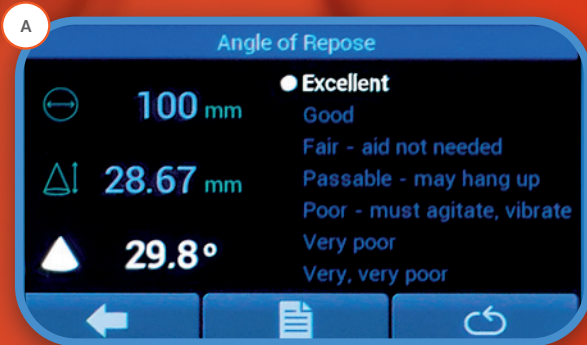 A
Angle of Repose
100 mm
28.67 mm
29.8°
Excellent
Good
Fair - aid not needed
Passable - may hang up
Poor - must agitate, vibrate
Very poor
Very, very poor